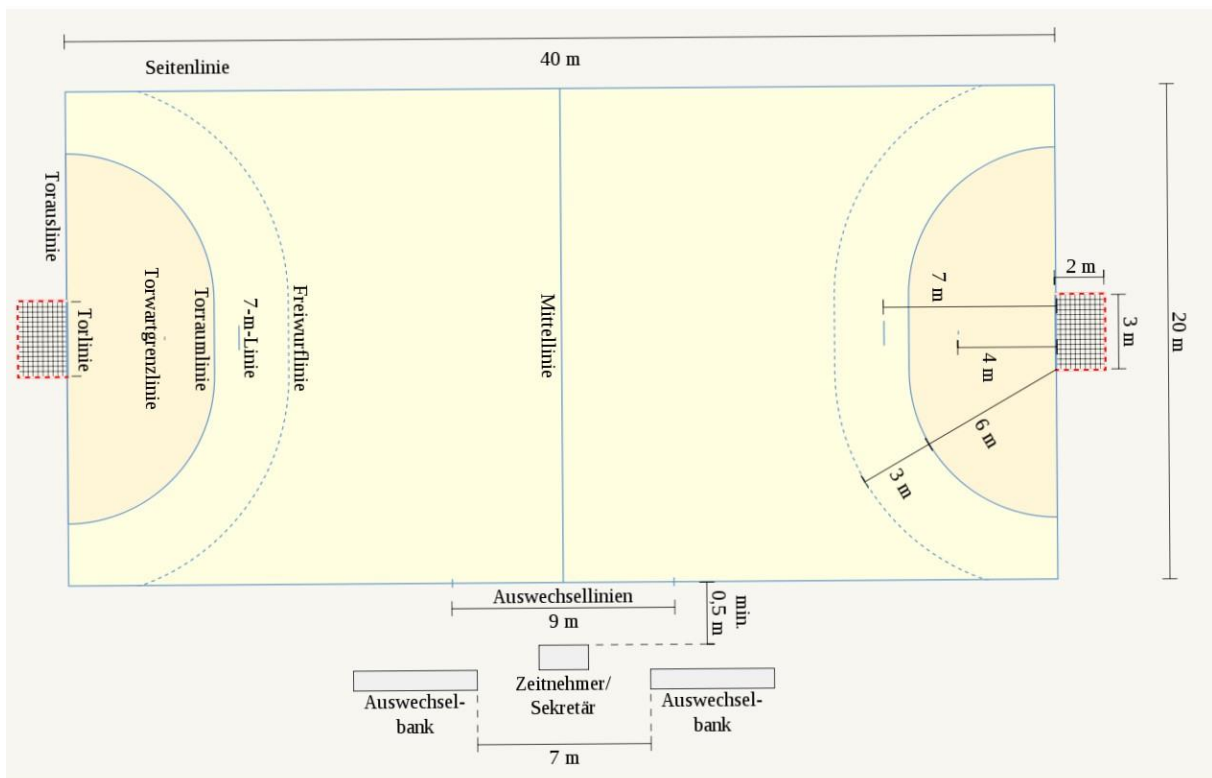 40 m
Seitenlinie
Torauslinie
Torlinie
Torwartgrenzlinie
Torraumlinie
7-m-Linie
Freiwurflinie
Mittellinie
7 m
4 m
6 m
3 m
2 m
3 m
20 m
Auswechsellinien
9 m
min.
0,5 m
Zeitnehmer/
Sekretär
Auswechsel-
bank
Auswechsel-
bank
7 m